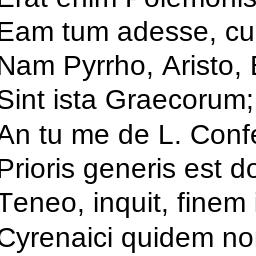 Erat enim Polemonis
Eam tum adesse, cu
Nam Pyrrho, Aristo,
Sint ista Graecorum;
An tu me de L. Conf
Prioris generis est do
Teneo, inquit, finem
Cyrenaici quidem no